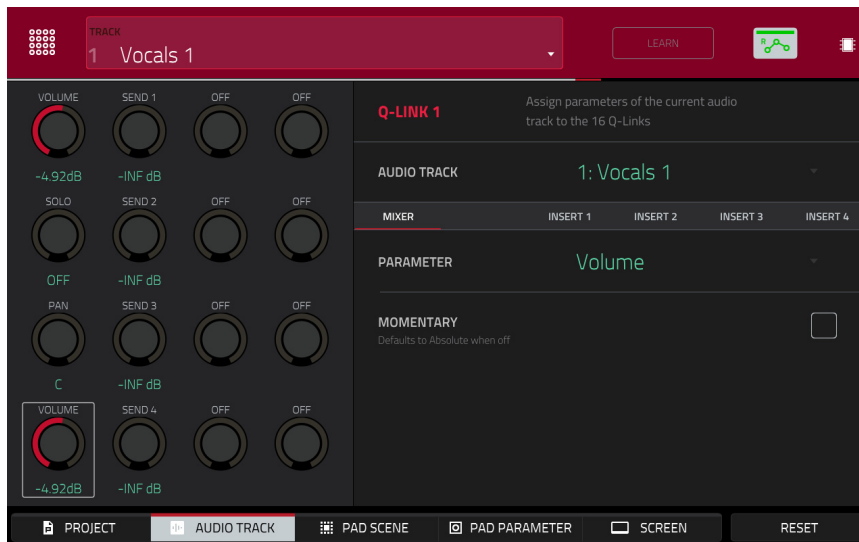 TRACK
1 Vocals 1
LEARN
R
VOLUME SEND 1 OFF OFF
-4.92dB -INF dB
SOLO SEND 2 OFF OFF
OFF -INF dB
PAN SEND 3 OFF OFF
C -INF dB
VOLUME SEND 4 OFF OFF
-4.92dB -INF dB
Q-LINK 1
Assign parameters of the current audio
track to the 16 Q-Links
AUDIO TRACK 1: Vocals 1
MIXER INSERT 1 INSERT 2 INSERT 3 INSERT 4
PARAMETER Volume
MOMENTARY
Defaults to Absolute when off
PROJECT AUDIO TRACK PAD SCENE PAD PARAMETER SCREEN RESET